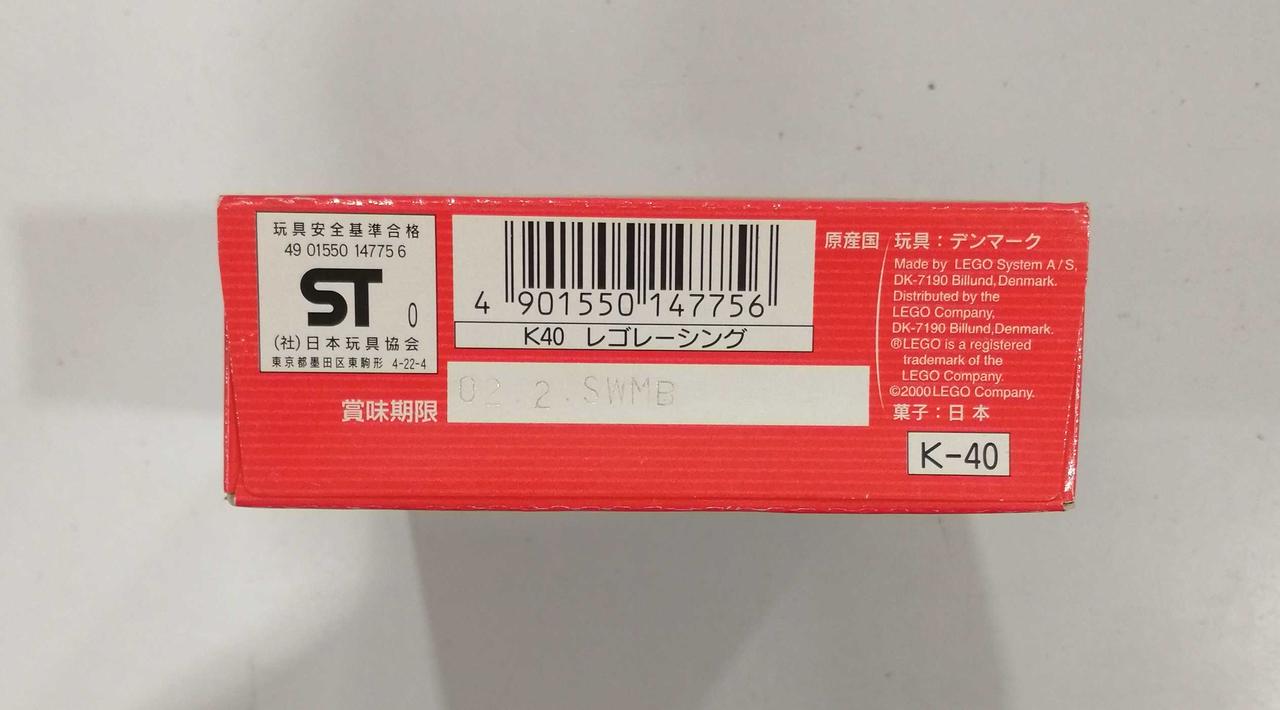 玩具安全基準合格
49 01550 14775 6
ST 0
(社)日本玩具協会
東京都墨田区東駒形 4-22-4
4 901550 147756
K40 レゴレーシング
賞味期限
02.2.SWMB
原産国
玩具：デンマーク
Made by LEGO System A/S,
DK-7190 Billund, Denmark.
Distributed by the
LEGO Company,
DK-7190 Billund, Denmark.
®LEGO is a registered
trademark of the
LEGO Company.
©2000 LEGO Company.
菓子：日本
K-40